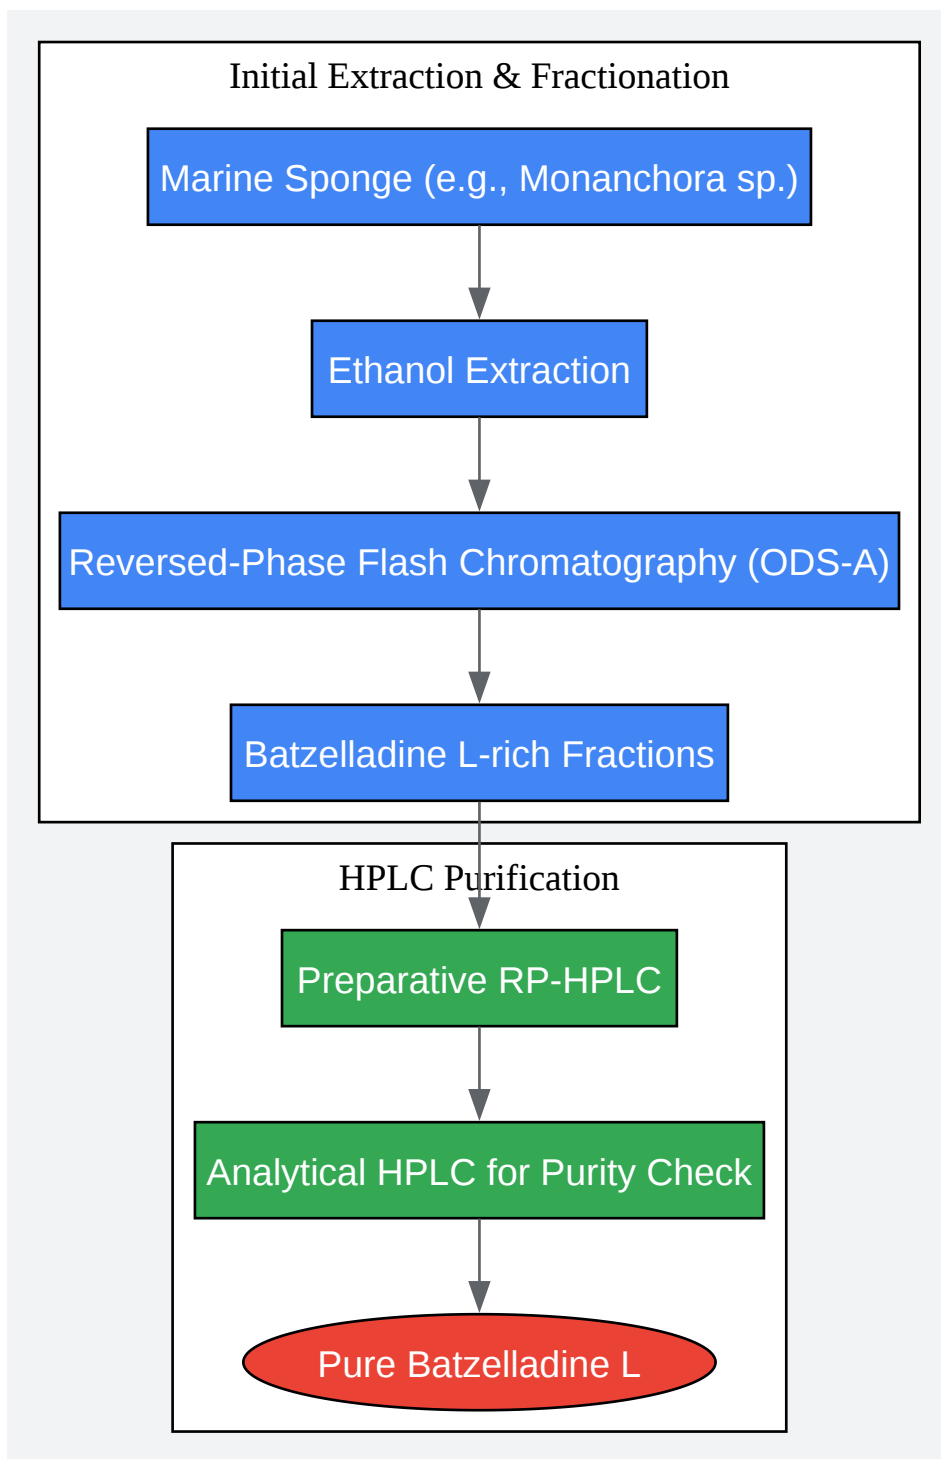 Initial Extraction & Fractionation
Marine Sponge (e.g., Monanchora sp.)
Ethanol Extraction
Reversed-Phase Flash Chromatography (ODS-A)
Batzelladine L-rich Fractions
HPLC Purification
Preparative RP-HPLC
Analytical HPLC for Purity Check
Pure Batzelladine L